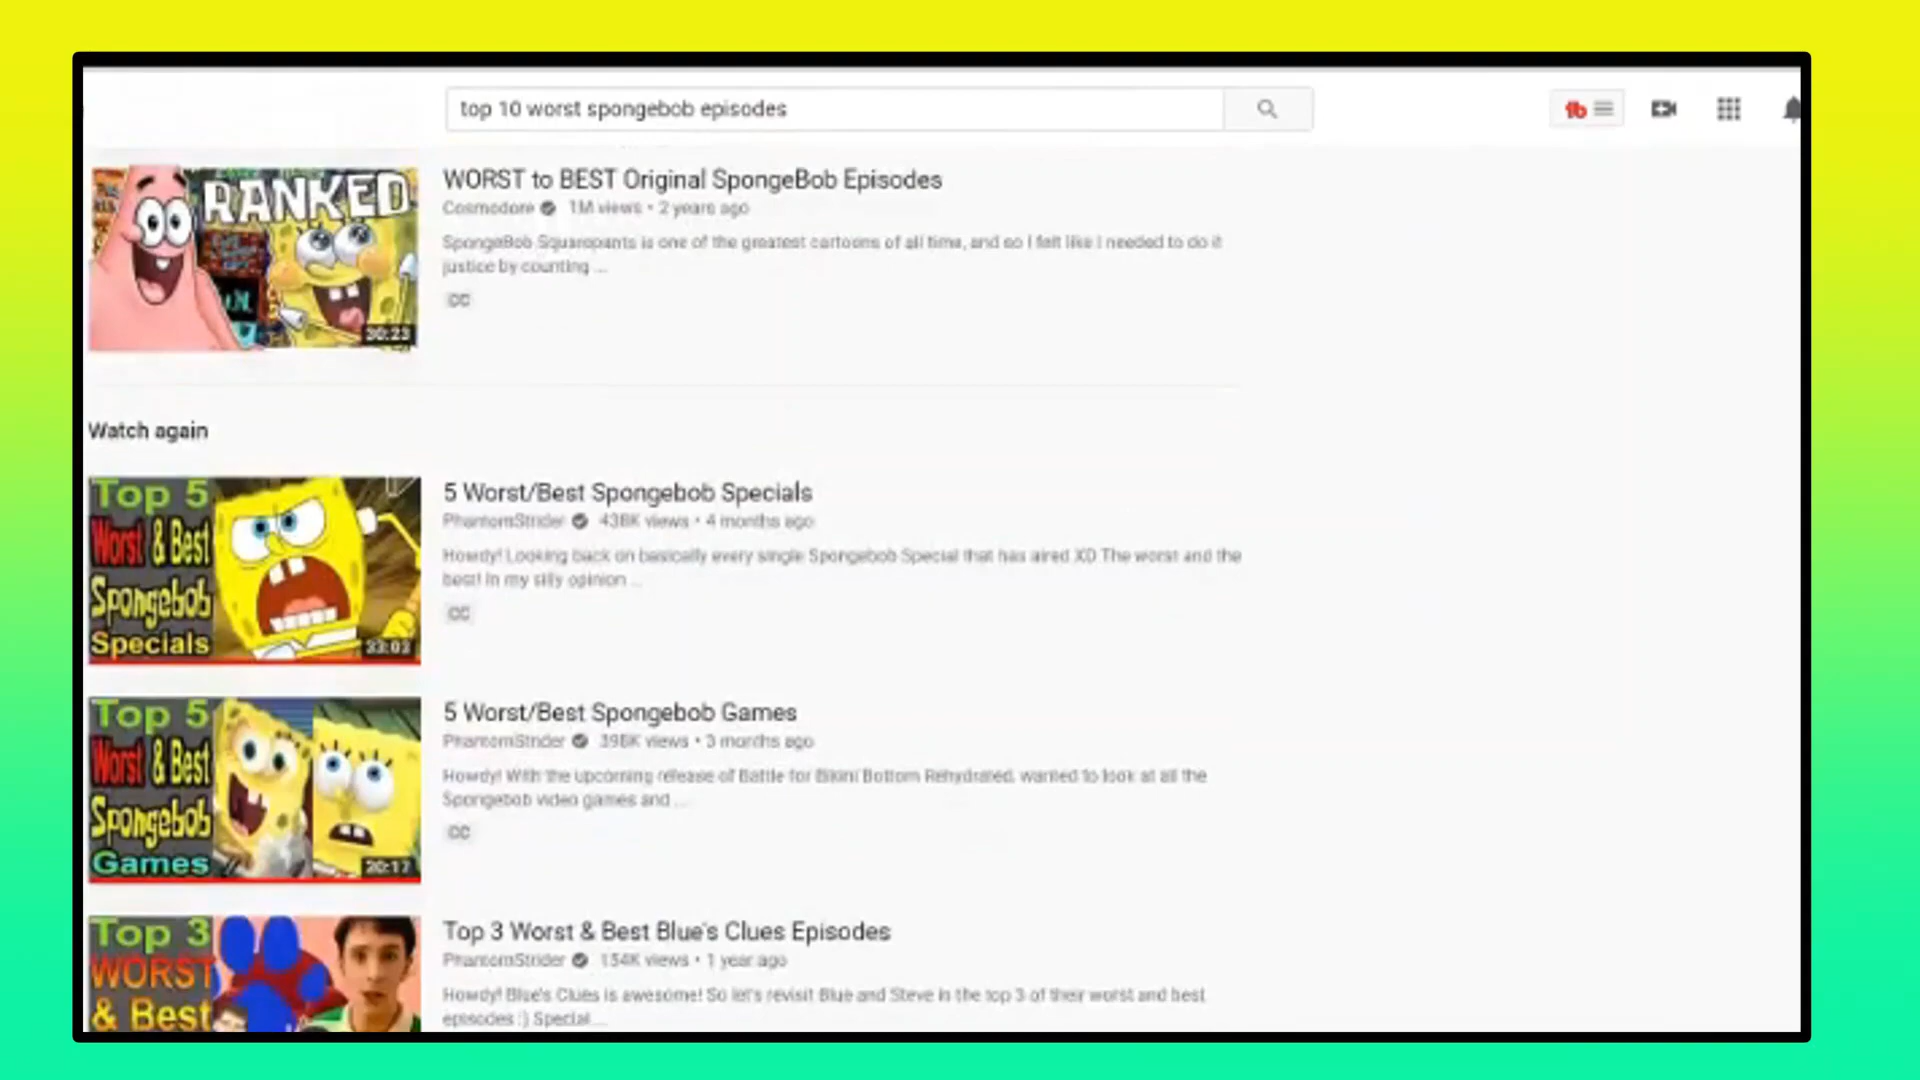 top 10 worst spongebob episodes
RANKED
30:23
WORST to BEST Original SpongeBob Episodes
Cosmodore 1M views • 2 years ago
SpongeBob Squarepants is one of the greatest cartoons of all time, and so I felt like I needed to do it
justice by counting ...
CC
Watch again
Top 5
Worst & Best
Spongebob
Specials
33:03
5 Worst/Best Spongebob Specials
PhantomStrider 438K views • 4 months ago
Howdy! Looking back on basically every single Spongebob Special that has aired XD The worst and the
best! In my silly opinion ...
CC
Top 5
Worst & Best
Spongebob
Games
20:17
5 Worst/Best Spongebob Games
PhantomStrider 398K views • 3 months ago
Howdy! With the upcoming release of Battle for Bikini Bottom Rehydrated, wanted to look at all the
Spongebob video games and ...
CC
Top 3
WORST
& Best
Top 3 Worst & Best Blue's Clues Episodes
PhantomStrider 154K views • 1 year ago
Howdy! Blue's Clues is awesome! So let's revisit Blue and Steve in the top 3 of their worst and best
episodes :) Special ...